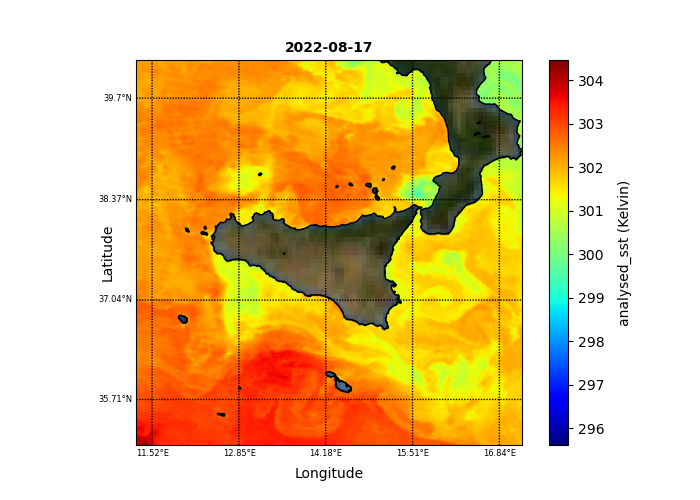 2022-08-17
39.7°N
38.37°N
37.04°N
35.71°N
11.52°E 12.85°E 14.18°E 15.51°E 16.84°E
Latitude
Longitude
304
303
302
301
300
299
298
297
296
analysed_sst (Kelvin)